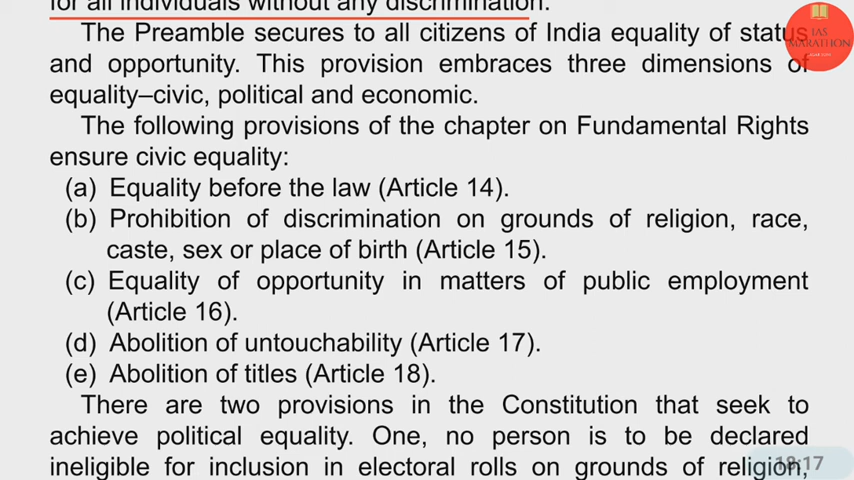 for all individuals without any discrimination.
The Preamble secures to all citizens of India equality of status
and opportunity. This provision embraces three dimensions of
equality–civic, political and economic.
The following provisions of the chapter on Fundamental Rights
ensure civic equality:
(a) Equality before the law (Article 14).
(b) Prohibition of discrimination on grounds of religion, race,
caste, sex or place of birth (Article 15).
(c) Equality of opportunity in matters of public employment
(Article 16).
(d) Abolition of untouchability (Article 17).
(e) Abolition of titles (Article 18).
There are two provisions in the Constitution that seek to
achieve political equality. One, no person is to be declared
ineligible for inclusion in electoral rolls on grounds of religion,
IAS
MARATHON
18:17